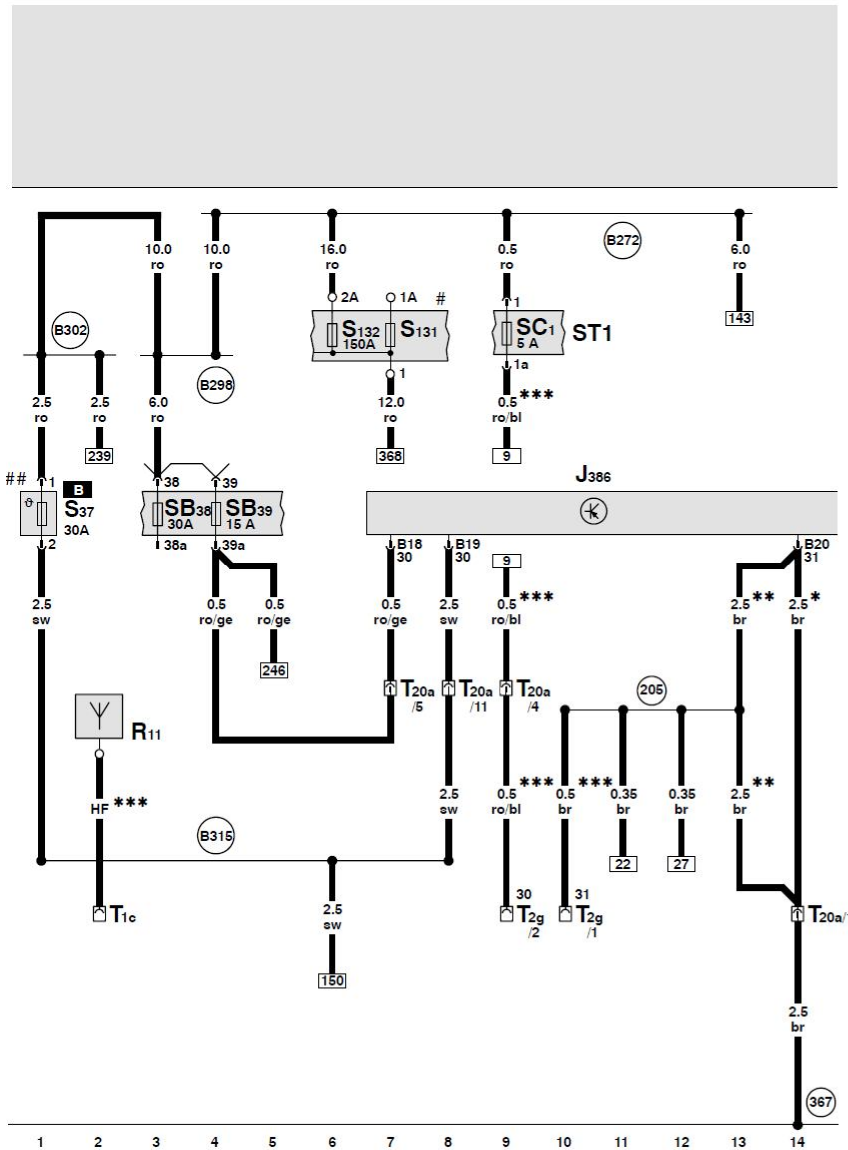 10.0 10.0 16.0 0.5 6.0
ro ro ro ro ro
B272
2A 1A # 1 143
B302
S132 S131 SC1 ST1
150A 5 A
B298 1 1a
2.5 2.5 6.0 12.0 0.5 ***
ro ro ro ro ro/bl
239 368 9
J386
## 1 B 38 39
ϑ S37 SB38 SB39
30A 30A 15 A
2 38a 39a B18 B19 B20
30 30 31
9
2.5 0.5 0.5 0.5 2.5 0.5 *** 2.5 ** 2.5 *
sw ro/ge ro/ge ro/ge sw ro/bl br br
246
T20a T20a T20a 205
/5 /11 /4
R11
2.5 0.5 *** 0.5 *** 0.35 0.35 2.5 **
HF *** sw ro/bl br br br br
B315
22 27
30 31
T1c 2.5 T2g T2g T20a/
sw /2 /1
150
2.5
br
367
1 2 3 4 5 6 7 8 9 10 11 12 13 14